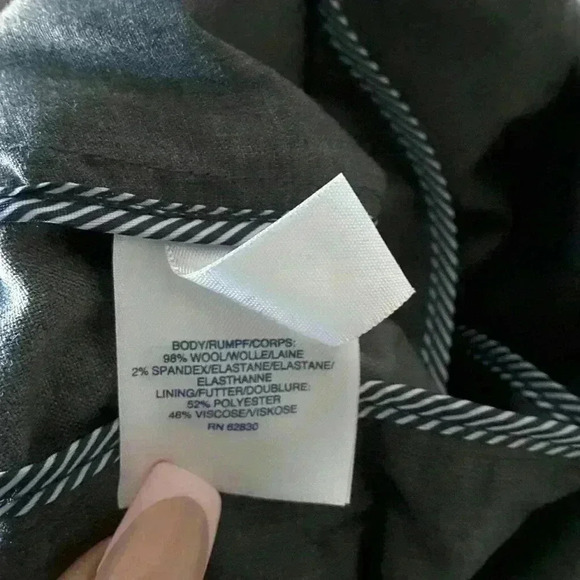 BODY/RUMPF/CORPS:
98% WOOL/WOLLE/LAINE
2% SPANDEX/ELASTANE/ELASTANE/
ELASTHANNE
LINING/FUTTER/DOUBLURE:
52% POLYESTER
48% VISCOSE/VISKOSE
RN 62830